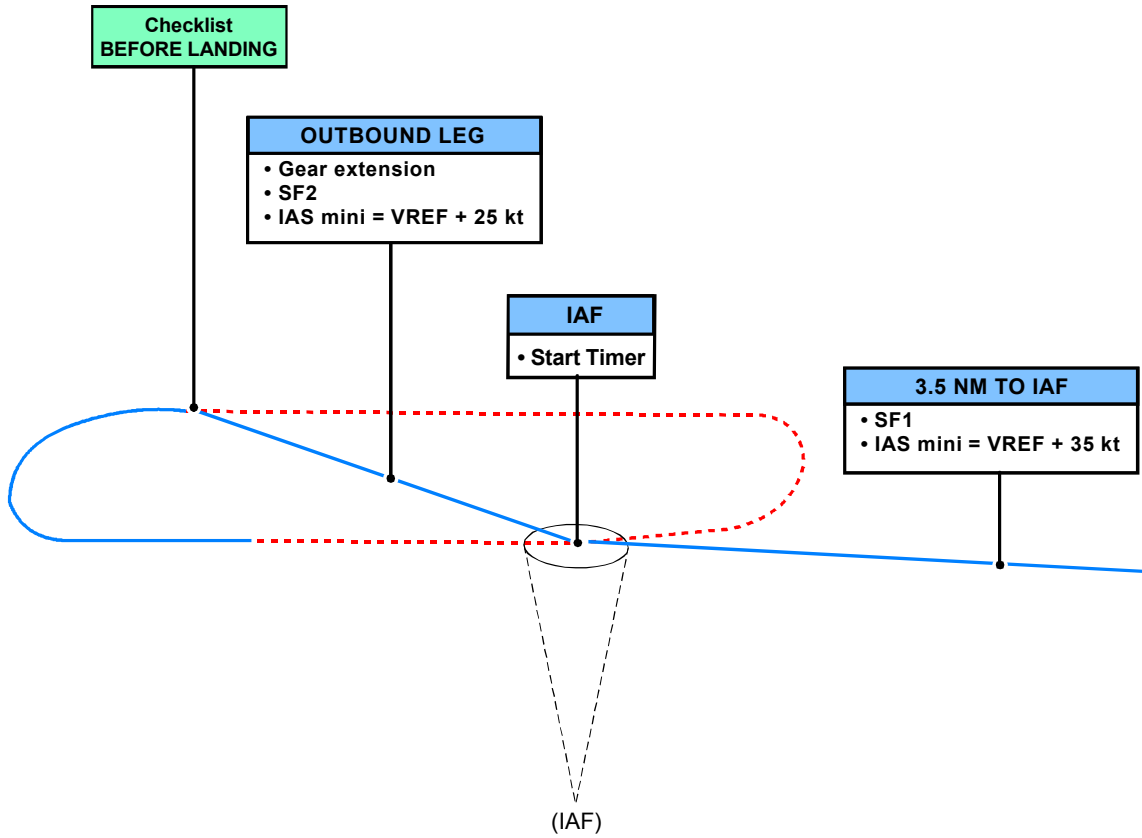 Checklist
BEFORE LANDING
OUTBOUND LEG
• Gear extension
• SF2
• IAS mini = VREF + 25 kt
IAF
• Start Timer
3.5 NM TO IAF
• SF1
• IAS mini = VREF + 35 kt
(IAF)